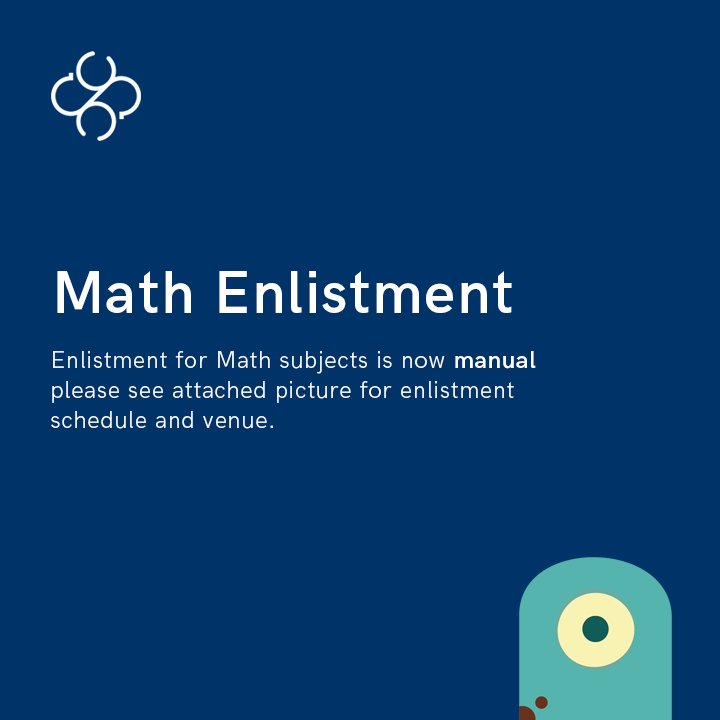 Math Enlistment
Enlistment for Math subjects is now manual
please see attached picture for enlistment
schedule and venue.